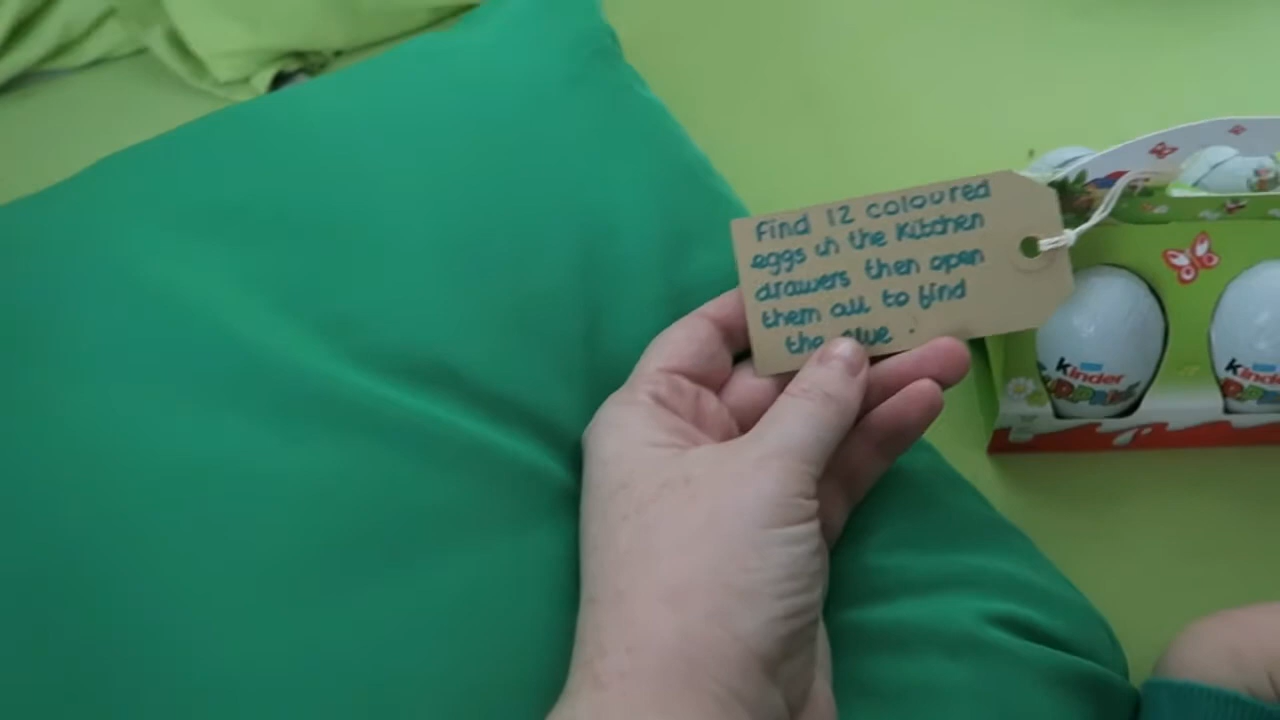 Find 12 coloured
eggs in the kitchen
drawers then open
them all to find
the clue.
kinder
kinder